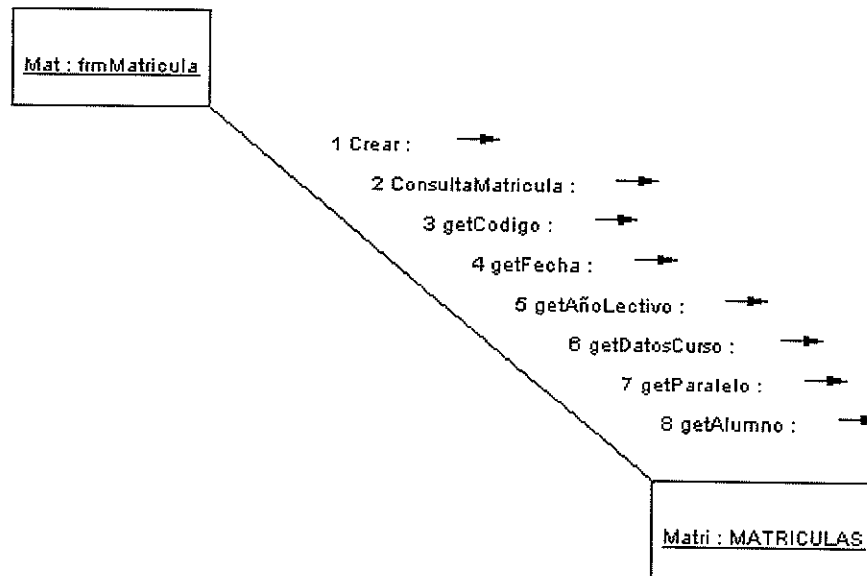 Mat : frmMatricula
1 Crear :
2 ConsultaMatricula :
3 getCodigo :
4 getFecha :
5 getAñoLectivo :
6 getDatosCurso :
7 getParalelo :
8 getAlumno :
Matri : MATRICULAS